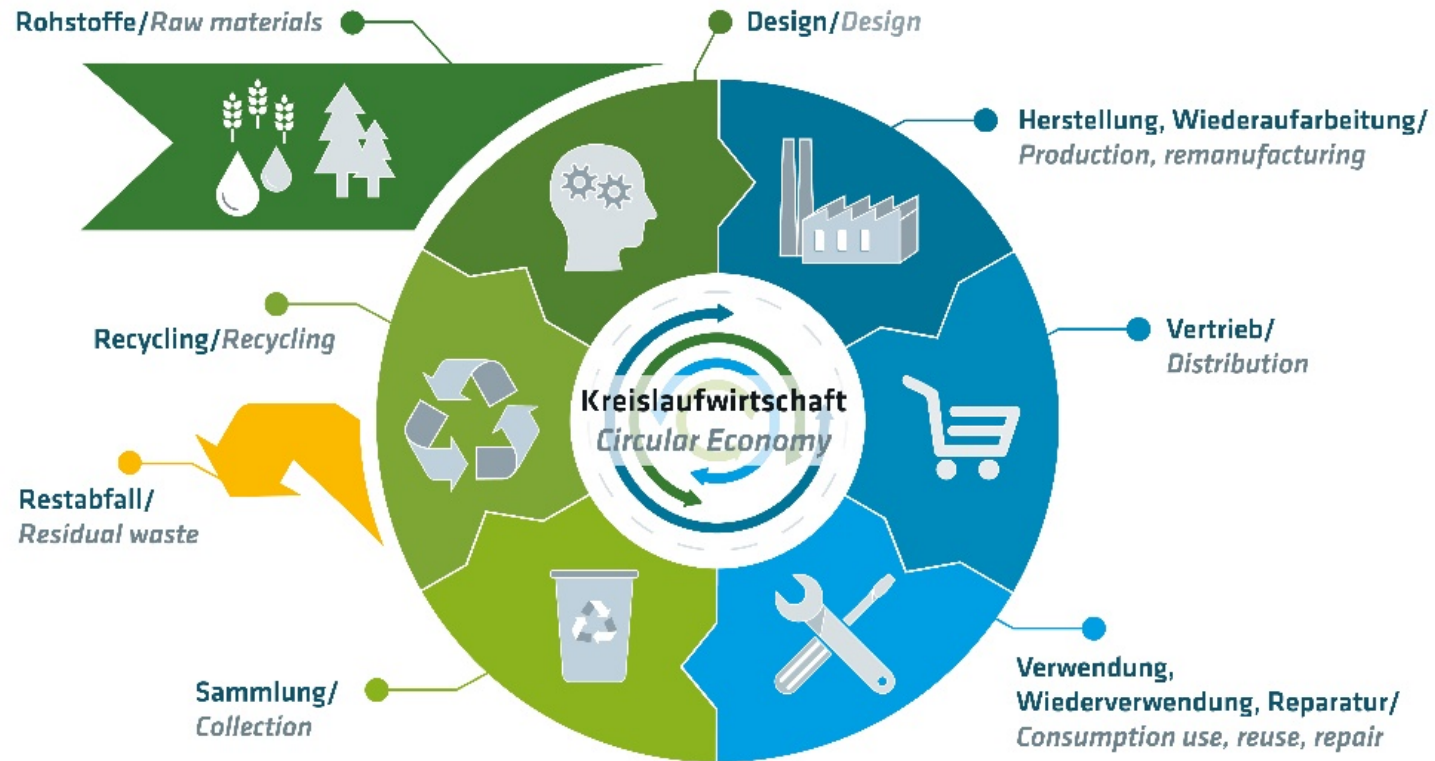 Rohstoffe/Raw materials
Design/Design
Herstellung, Wiederaufarbeitung/
Production, remanufacturing
Vertrieb/
Distribution
Verwendung,
Wiederverwendung, Reparatur/
Consumption use, reuse, repair
Sammlung/
Collection
Restabfall/
Residual waste
Recycling/Recycling
Kreislaufwirtschaft
Circular Economy